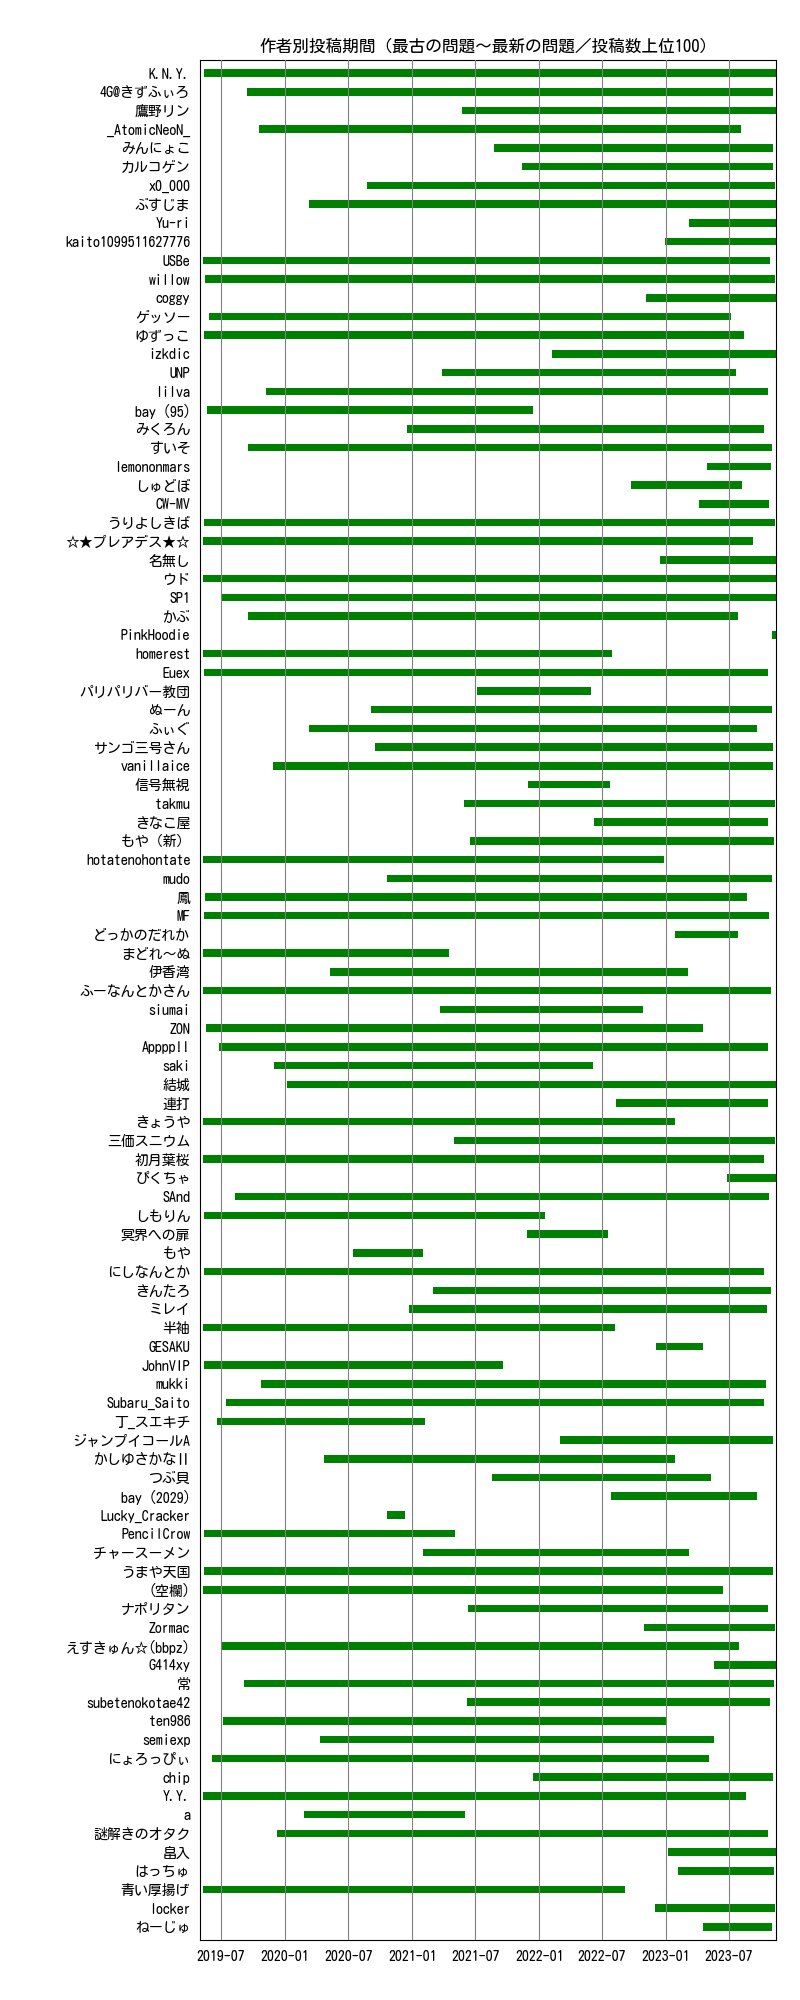 作者別投稿期間（最古の問題～最新の問題／投稿数上位100）
K.N.Y.
4G@きずふぃろ
鷹野リン
_AtomicNeoN_
みんにょこ
カルコゲン
x0_000
ぶすじま
Yu-ri
kaito1099511627776
USBe
willow
coggy
ゲッソー
ゆずっこ
izkdic
UNP
lilva
bay (95)
みくろん
すいそ
lemononmars
しゅどぼ
CW-MV
うりよしきば
☆★プレアデス★☆
名無し
ウド
SP1
かぶ
PinkHoodie
homerest
Euex
パリパリバー教団
ぬーん
ふぃぐ
サンゴ三号さん
vanillaice
信号無視
takmu
きなこ屋
もや（新）
hotatenohontate
mudo
鳳
MF
どっかのだれか
まどれ～ぬ
伊香湾
ふーなんとかさん
siumai
ZON
Appppll
saki
結城
連打
きょうや
三価スニウム
初月葉桜
ぴくちゃ
SAnd
しもりん
冥界への扉
もや
にしなんとか
きんたろ
ミレイ
半袖
GESAKU
JohnVIP
mukki
Subaru_Saito
丁_スエキチ
ジャンプイコールA
かしゆさかなⅡ
つぶ貝
bay (2029)
Lucky_Cracker
PencilCrow
チャースーメン
うまや天国
(空欄)
ナポリタン
Zormac
えすきゅん☆(bbpz)
G414xy
常
subetenokotae42
ten986
semiexp
にょろっぴぃ
chip
Y.Y.
a
謎解きのオタク
畠入
はっちゅ
青い厚揚げ
locker
ねーじゅ
2019-07 2020-01 2020-07 2021-01 2021-07 2022-01 2022-07 2023-01 2023-07